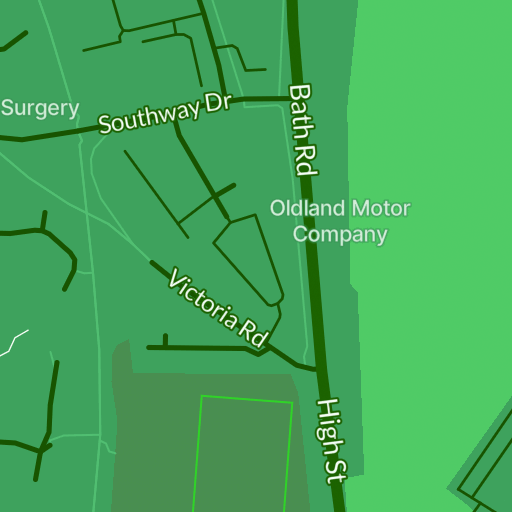 Surgery
Southway Dr
Bath Rd
Oldland Motor
Company
Victoria Rd
High St